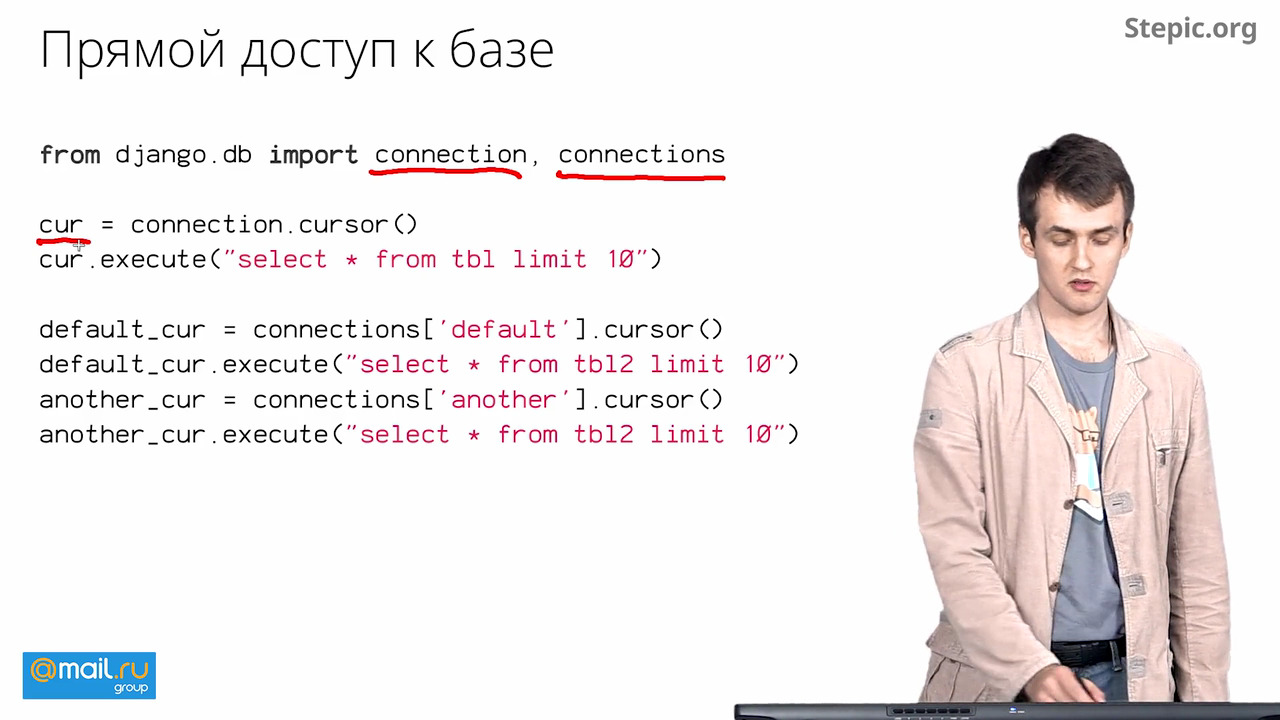 Прямой доступ к базе
Stepic.org
from django.db import connection, connections
cur = connection.cursor()
cur.execute("select * from tbl limit 10")
default_cur = connections['default'].cursor()
default_cur.execute("select * from tbl2 limit 10")
another_cur = connections['another'].cursor()
another_cur.execute("select * from tbl2 limit 10")
@mail.ru
group